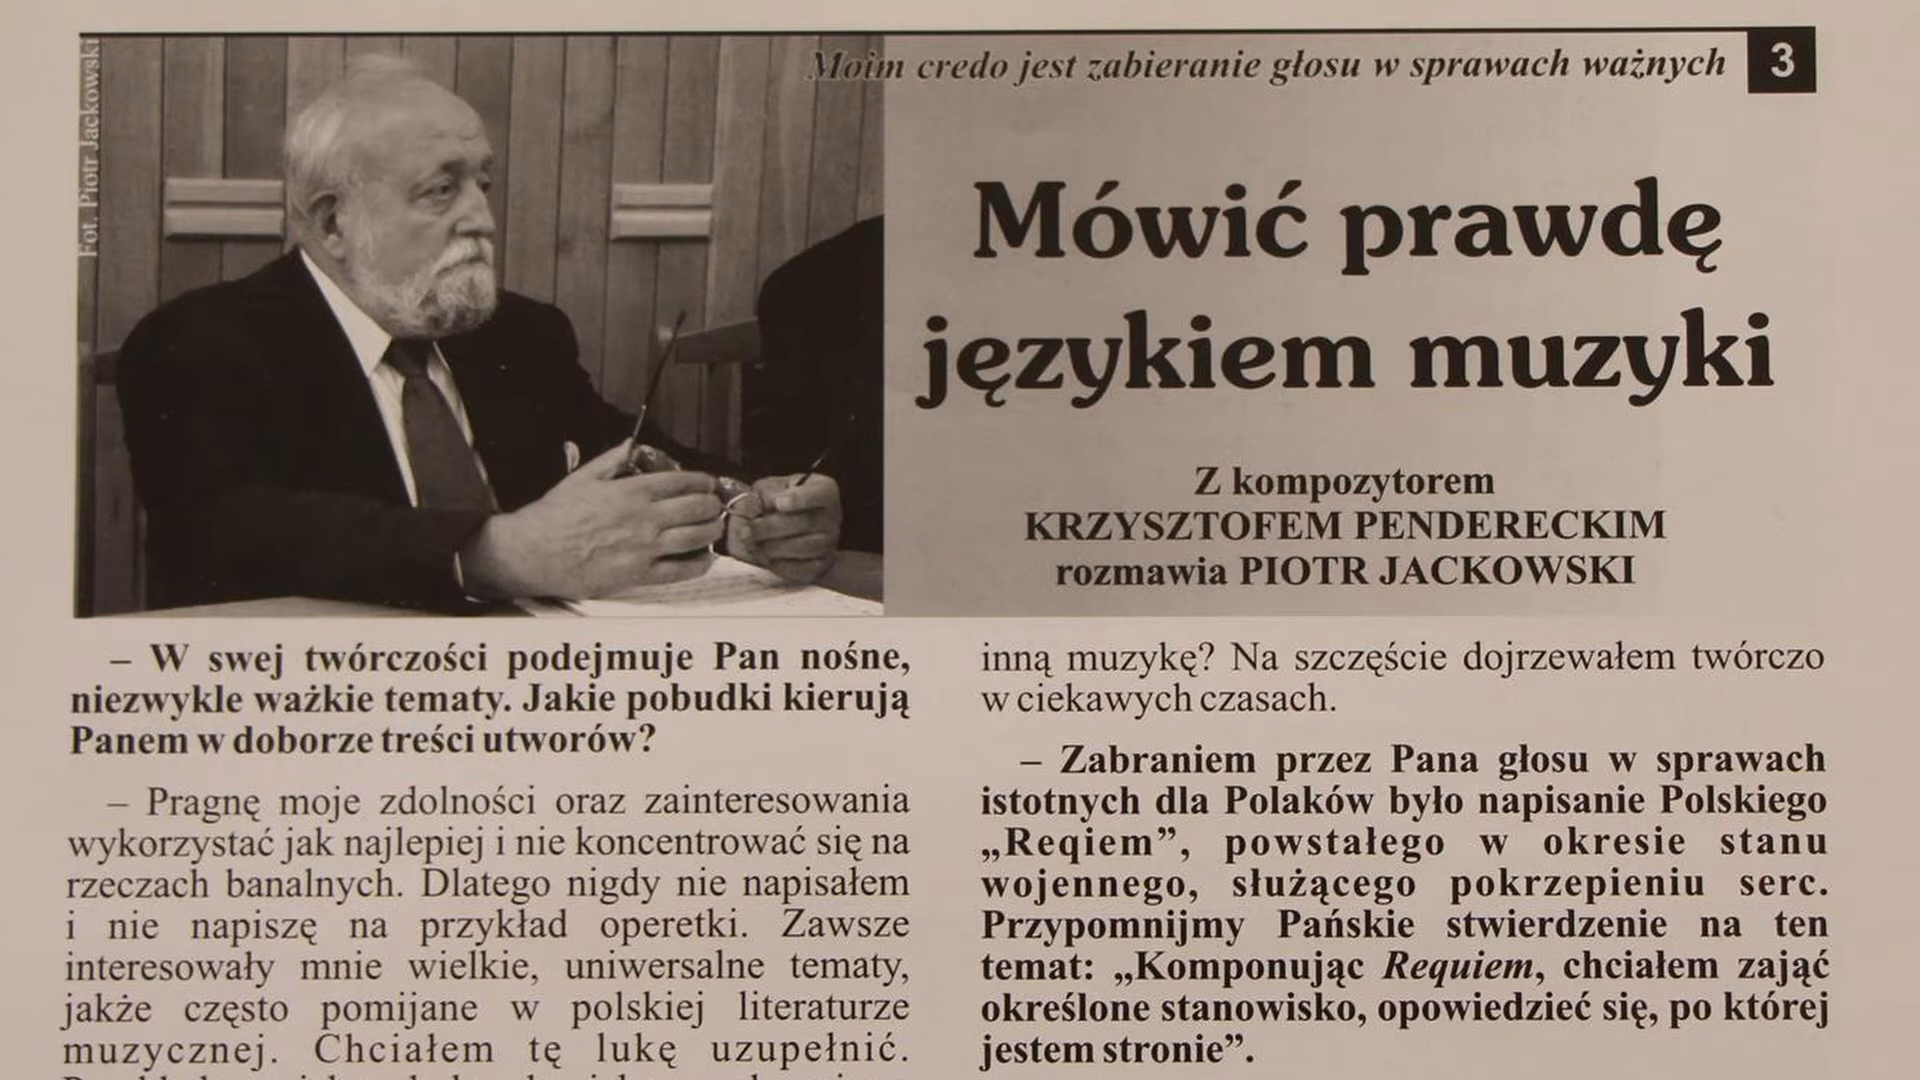 Fot. Piotr Jackowski
Moim credo jest zabieranie głosu w sprawach ważnych
3
Mówić prawdę
językiem muzyki
Z kompozytorem
KRZYSZTOFEM PENDERECKIM
rozmawia PIOTR JACKOWSKI
– W swej twórczości podejmuje Pan nośne,
niezwykle ważkie tematy. Jakie pobudki kierują
Panem w doborze treści utworów?
– Pragnę moje zdolności oraz zainteresowania
wykorzystać jak najlepiej i nie koncentrować się na
rzeczach banalnych. Dlatego nigdy nie napisałem
i nie napiszę na przykład operetki. Zawsze
interesowały mnie wielkie, uniwersalne tematy,
jakże często pomijane w polskiej literaturze
muzycznej. Chciałem tę lukę uzupełnić.
inną muzykę? Na szczęście dojrzewałem twórczo
w ciekawych czasach.
– Zabraniem przez Pana głosu w sprawach
istotnych dla Polaków było napisanie Polskiego
„Reqiem”, powstałego w okresie stanu
wojennego, służącego pokrzepieniu serc.
Przypomnijmy Pańskie stwierdzenie na ten
temat: „Komponując Requiem, chciałem zająć
określone stanowisko, opowiedzieć się, po której
jestem stronie”.